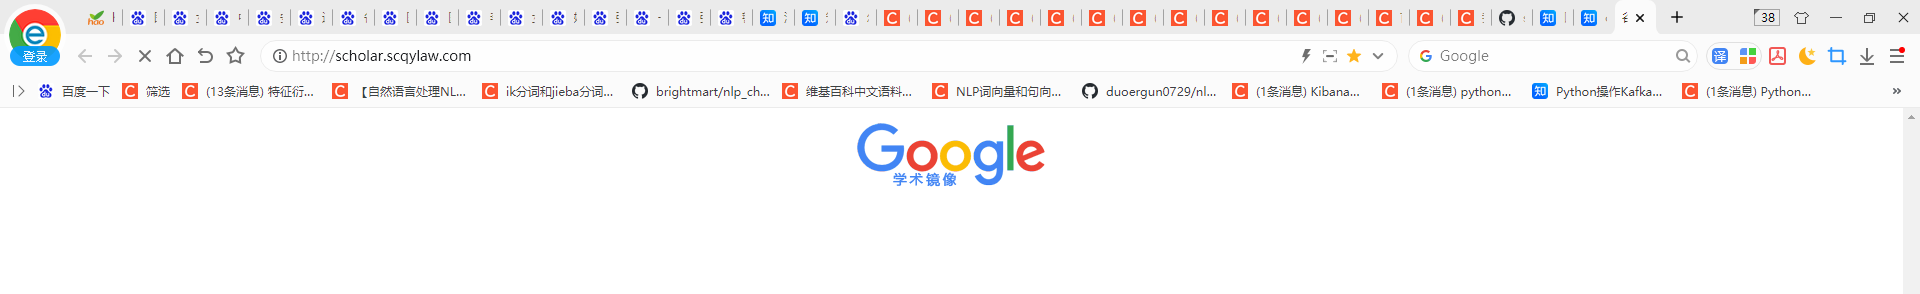 38
登录
http://scholar.scqylaw.com
Google
译
百度一下 筛选 (13条消息) 特征衍... 【自然语言处理NL... ik分词和jieba分词... brightmart/nlp_ch... 维基百科中文语料... NLP词向量和句向... duoergun0729/nl... (1条消息) Kibana... (1条消息) python... Python操作Kafka... (1条消息) Python...
Google
学术镜像